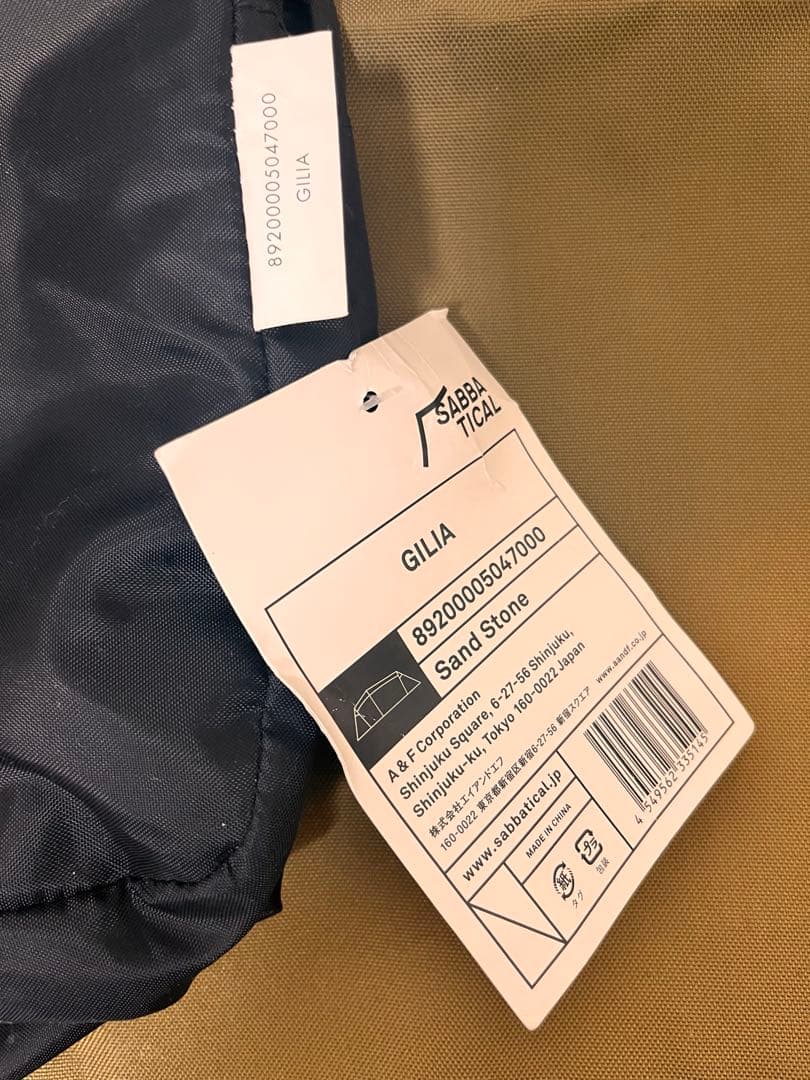 89200005047000
GILIA
SABBA
TICAL
GILIA
89200005047000
Sand Stone
A & F Corporation
Shinjuku Square, 6-27-56 Shinjuku,
Shinjuku-ku, Tokyo 160-0022 Japan
株式会社エイアンドエフ
160-0022 東京都新宿区新宿6-27-56 新宿スクエア
www.aandf.co.jp
www.sabbatical.jp
MADE IN CHINA
紙
タグ
プラ
包装
4 549562 335145